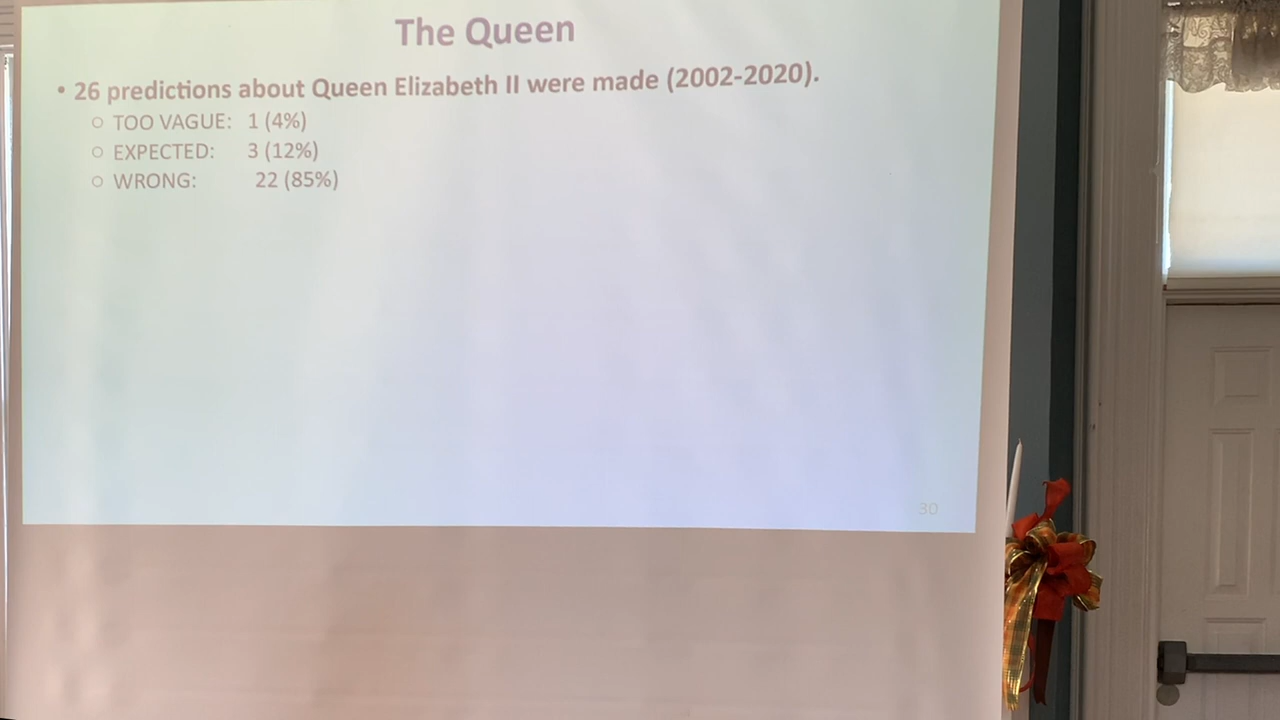 The Queen
• 26 predictions about Queen Elizabeth II were made (2002-2020).
○ TOO VAGUE: 1 (4%)
○ EXPECTED: 3 (12%)
○ WRONG: 22 (85%)
30